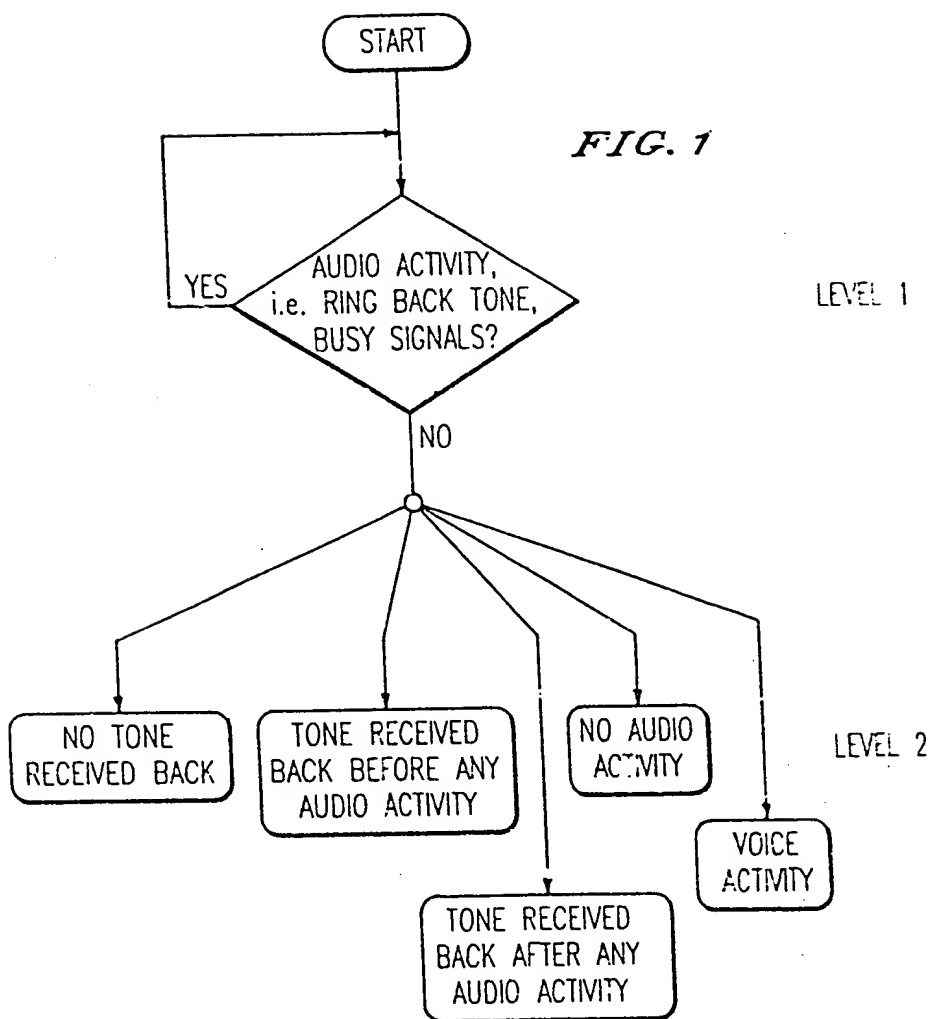 START
FIG. 1
YES
AUDIO ACTIVITY,
i.e. RING BACK TONE,
BUSY SIGNALS?
LEVEL 1
NO
NO TONE
RECEIVED BACK
TONE RECEIVED
BACK BEFORE ANY
AUDIO ACTIVITY
NO AUDIO
ACTIVITY
LEVEL 2
VOICE
ACTIVITY
TONE RECEIVED
BACK AFTER ANY
AUDIO ACTIVITY